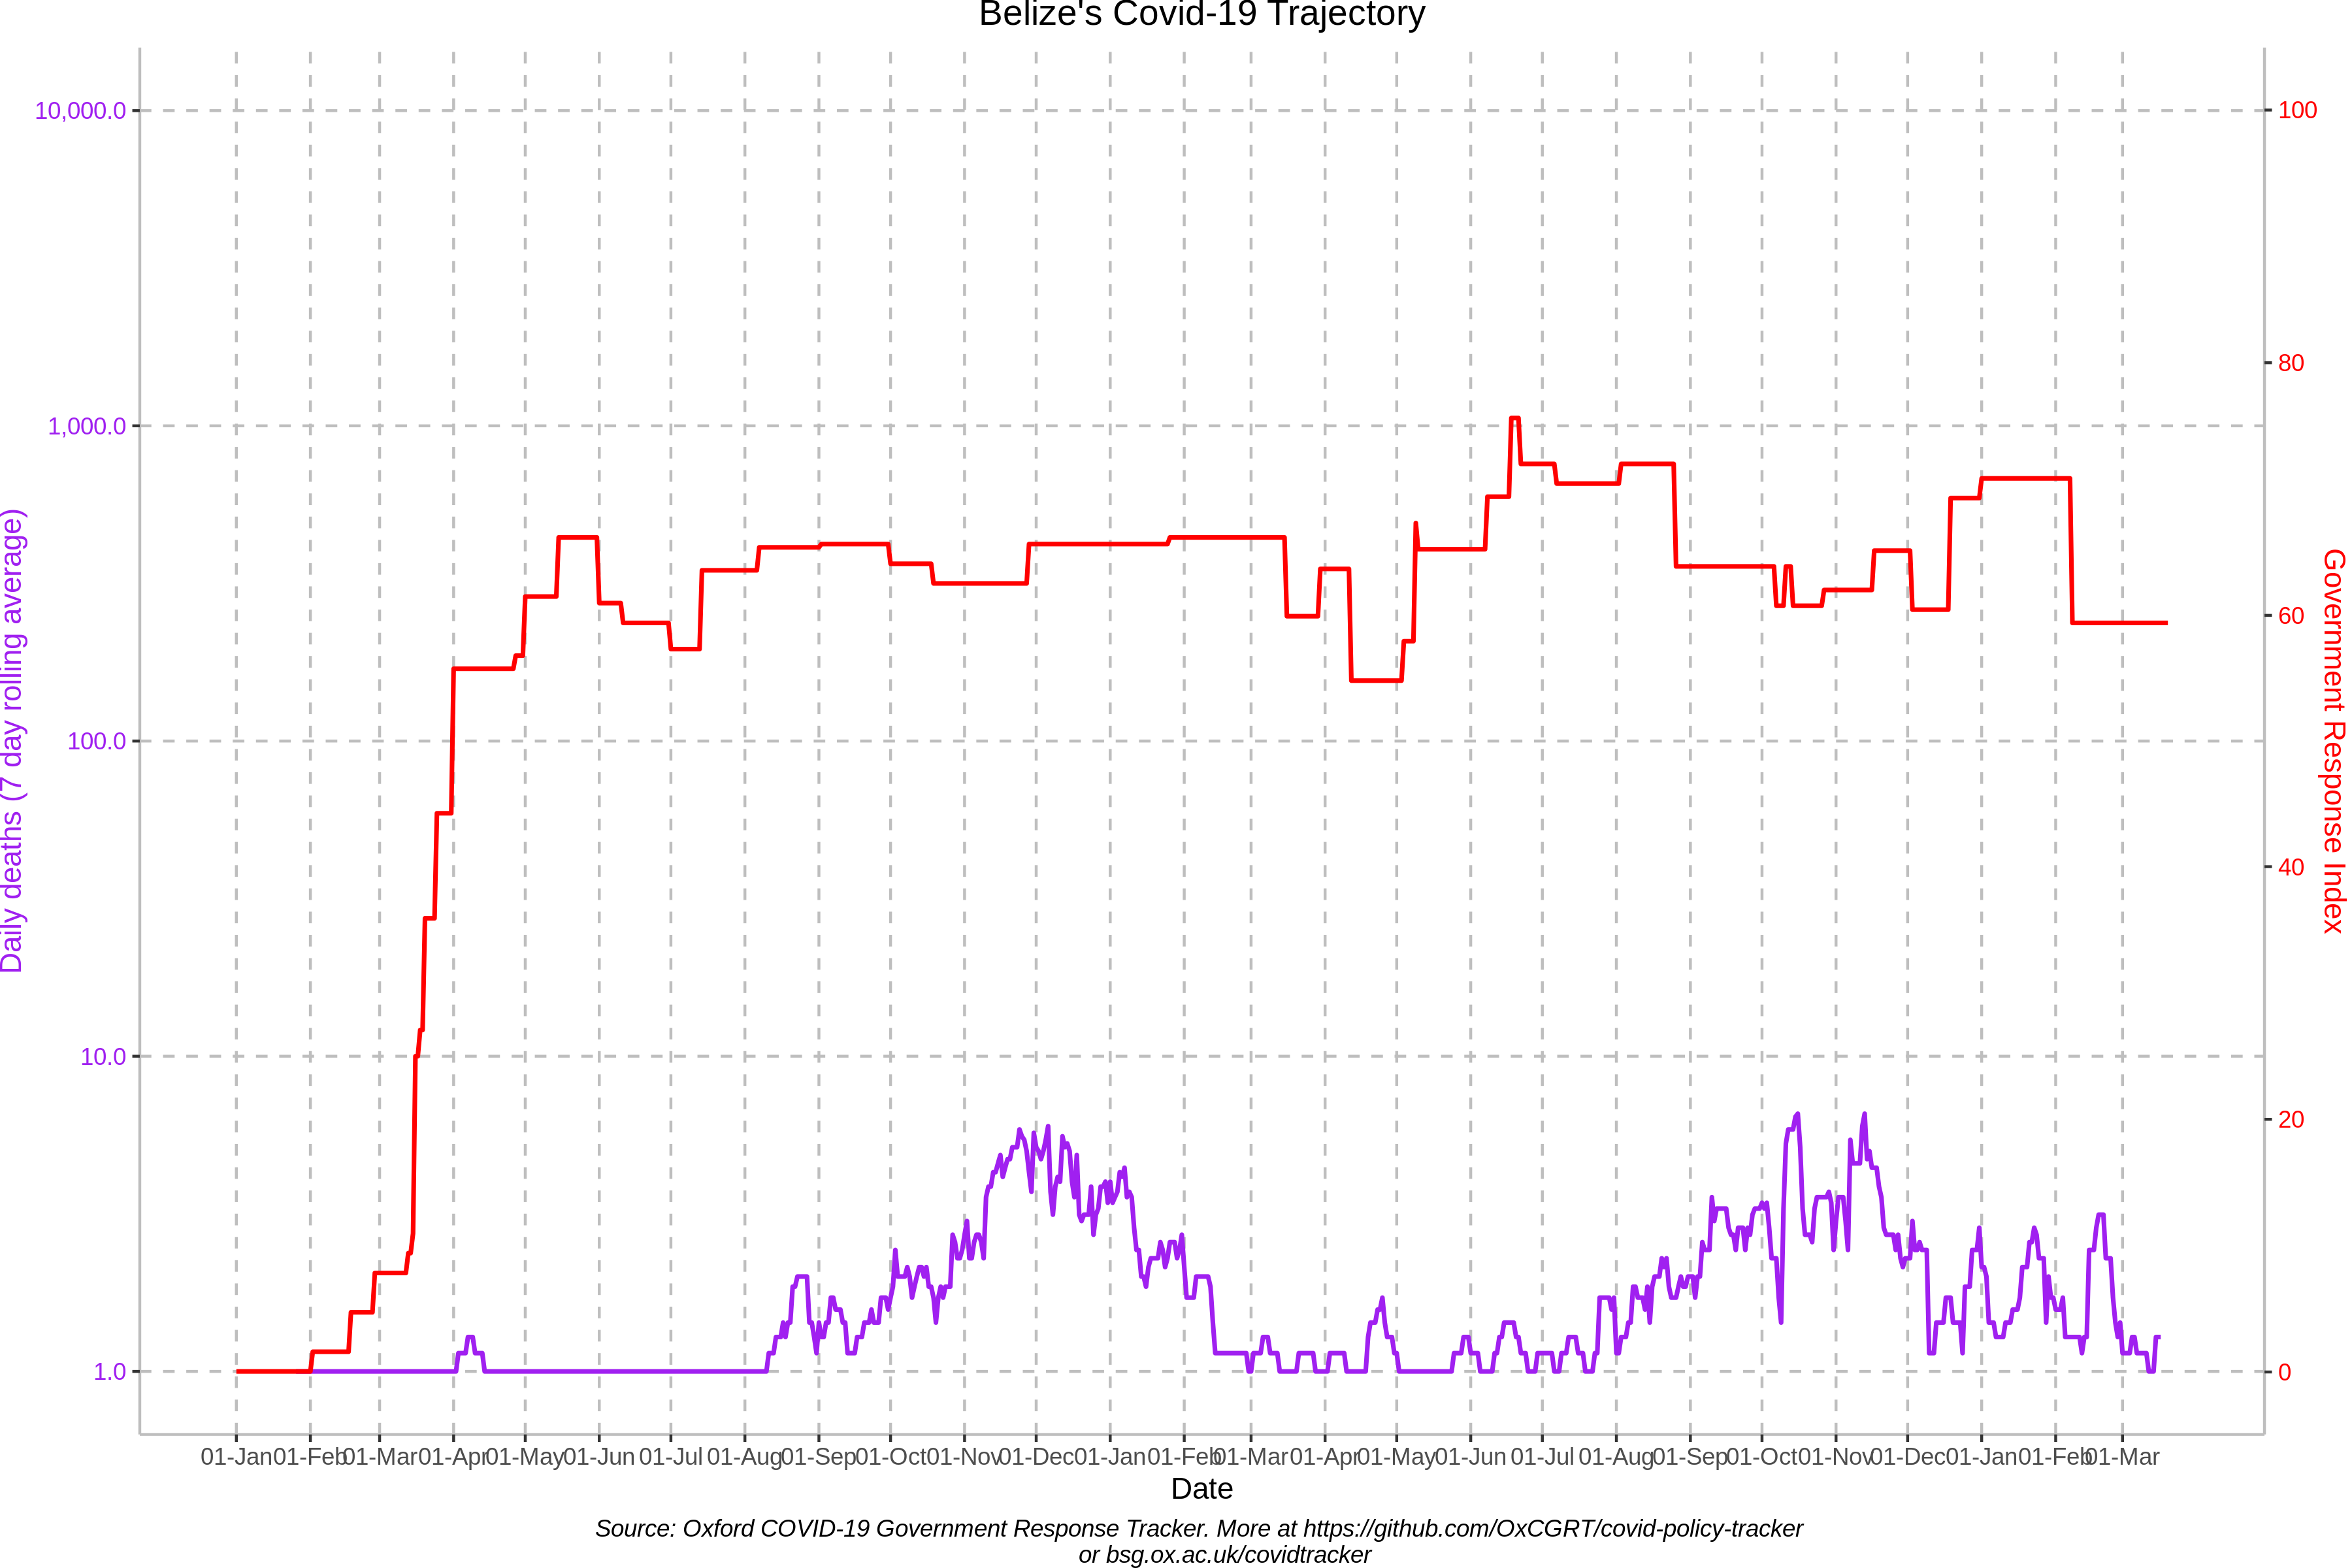 Belize's Covid-19 Trajectory
Daily deaths (7 day rolling average)
10,000.0
1,000.0
100.0
10.0
1.0
100
80
60
40
20
0
Government Response Index
01-Jan 01-Feb 01-Mar 01-Apr 01-May 01-Jun 01-Jul 01-Aug 01-Sep 01-Oct 01-Nov 01-Dec 01-Jan 01-Feb 01-Mar 01-Apr 01-May 01-Jun 01-Jul 01-Aug 01-Sep 01-Oct 01-Nov 01-Dec 01-Jan 01-Feb 01-Mar
Date
Source: Oxford COVID-19 Government Response Tracker. More at https://github.com/OxCGRT/covid-policy-tracker
or bsg.ox.ac.uk/covidtracker